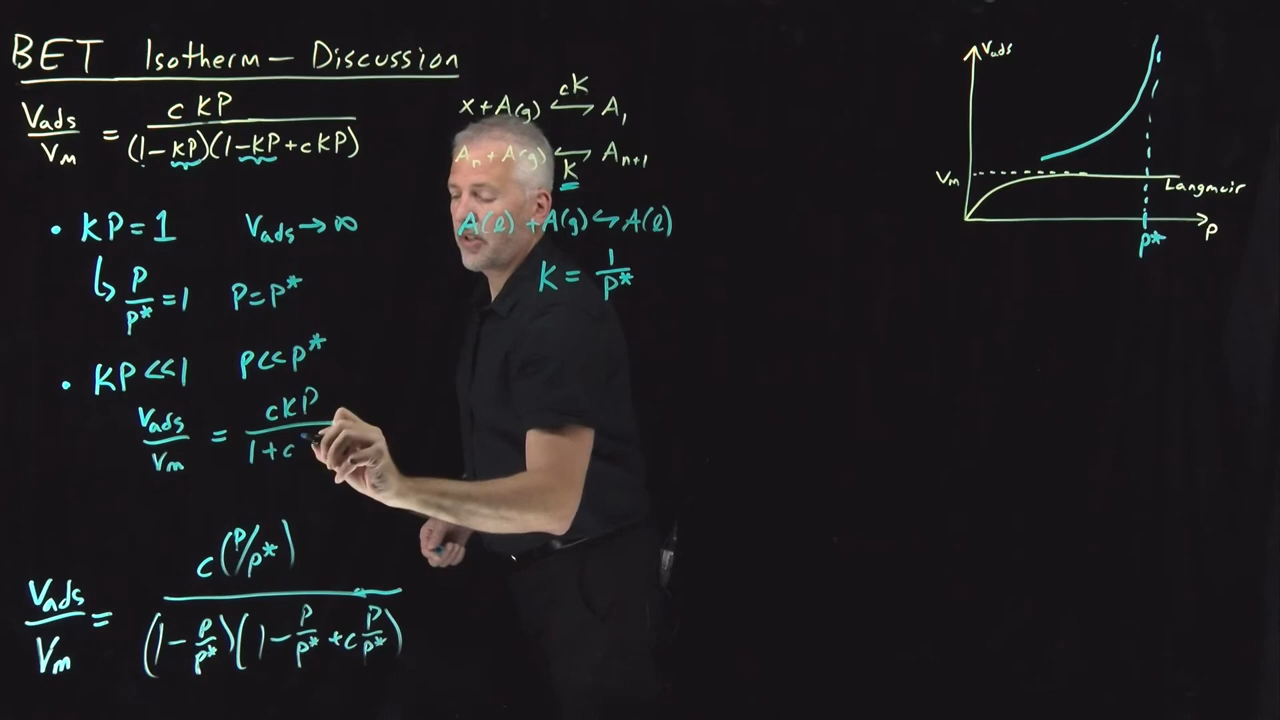 BET Isotherm – Discussion
Vads/VM = cKP / (1-KP)(1-KP+cKP)
x+A(g) ⇌ A1
cK
An+A(g) ⇌ An+1
K
A(l)+A(g) ⇌ A(l)
K = 1/P*
• KP=1 Vads→∞
↳ P/P* =1 P=P*
• KP<<1 P<<P*
Vads/Vm = cKP / 1+c
Vads/Vm = c(P/P*) / (1-P/P*)(1-P/P*+cP/P*)
Vads
VM
Langmuir
P
P*